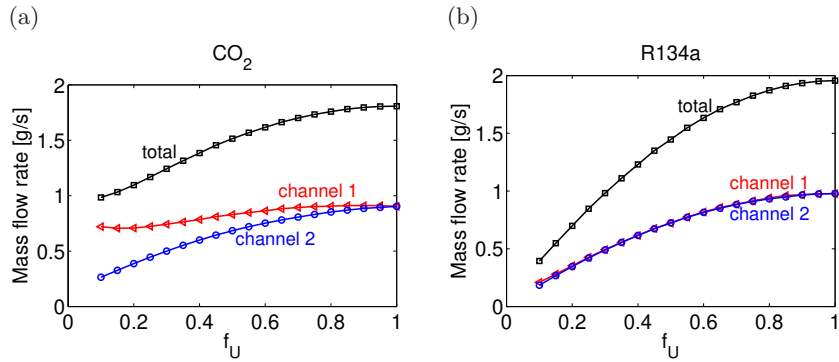 (a)
CO2
Mass flow rate [g/s]
2
1.5
1
0.5
0
total
channel 1
channel 2
0
0.2
0.4
0.6
0.8
1
fU
(b)
R134a
Mass flow rate [g/s]
2
1.5
1
0.5
0
total
channel 1
channel 2
0
0.2
0.4
0.6
0.8
1
fU